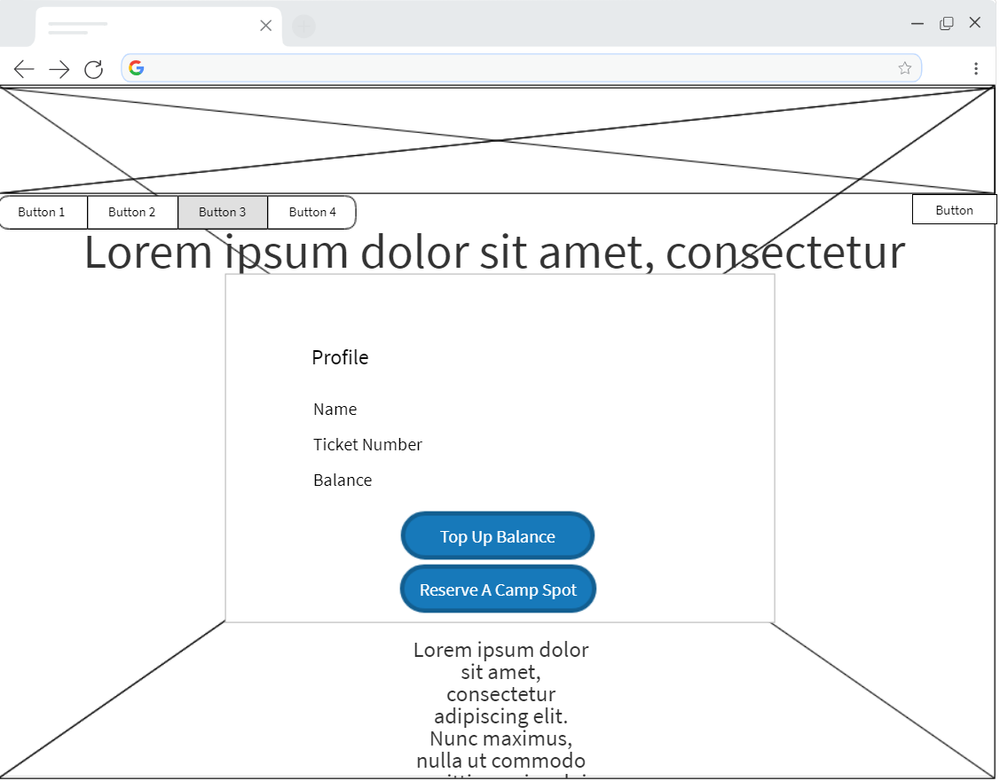 Button 1 Button 2 Button 3 Button 4 Button
Lorem ipsum dolor sit amet, consectetur
Profile
Name
Ticket Number
Balance
Top Up Balance
Reserve A Camp Spot
Lorem ipsum dolor
sit amet,
consectetur
adipiscing elit.
Nunc maximus,
nulla ut commodo